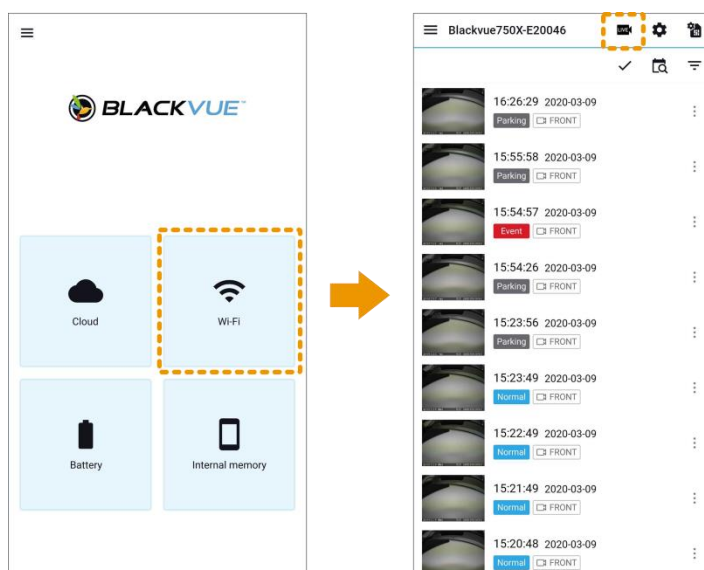 BLACKVUE
Cloud
Wi-Fi
Battery
Internal memory
Blackvue750X-E20046
LIVE
16:26:29 2020-03-09
Parking FRONT
15:55:58 2020-03-09
Parking FRONT
15:54:57 2020-03-09
Event FRONT
15:54:26 2020-03-09
Parking FRONT
15:23:56 2020-03-09
Parking FRONT
15:23:49 2020-03-09
Normal FRONT
15:22:49 2020-03-09
Normal FRONT
15:21:49 2020-03-09
Normal FRONT
15:20:48 2020-03-09
Normal FRONT